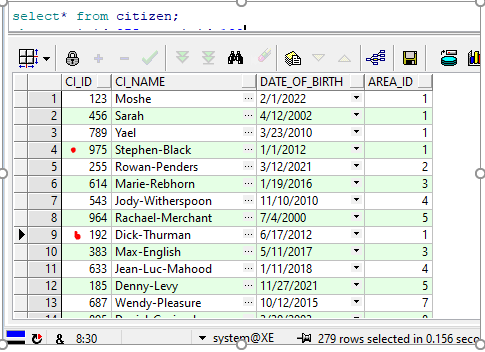 select* from citizen;
CI_ID CI_NAME DATE_OF_BIRTH AREA_ID
1 123 Moshe ... 2/1/2022 1
2 456 Sarah ... 4/12/2002 1
3 789 Yael ... 3/23/2010 1
4 975 Stephen-Black ... 1/1/2012 1
5 255 Rowan-Penders ... 3/12/2021 2
6 614 Marie-Rebhorn ... 1/19/2016 3
7 543 Jody-Witherspoon ... 11/10/2010 4
8 964 Rachael-Merchant ... 7/4/2000 5
9 192 Dick-Thurman ... 6/17/2012 1
10 383 Max-English ... 5/11/2017 3
11 633 Jean-Luc-Mahood ... 1/11/2018 4
12 185 Denny-Levy ... 11/27/2021 5
13 687 Wendy-Pleasure ... 10/12/2015 7
& 8:30 system@XE 279 rows selected in 0.156 seco